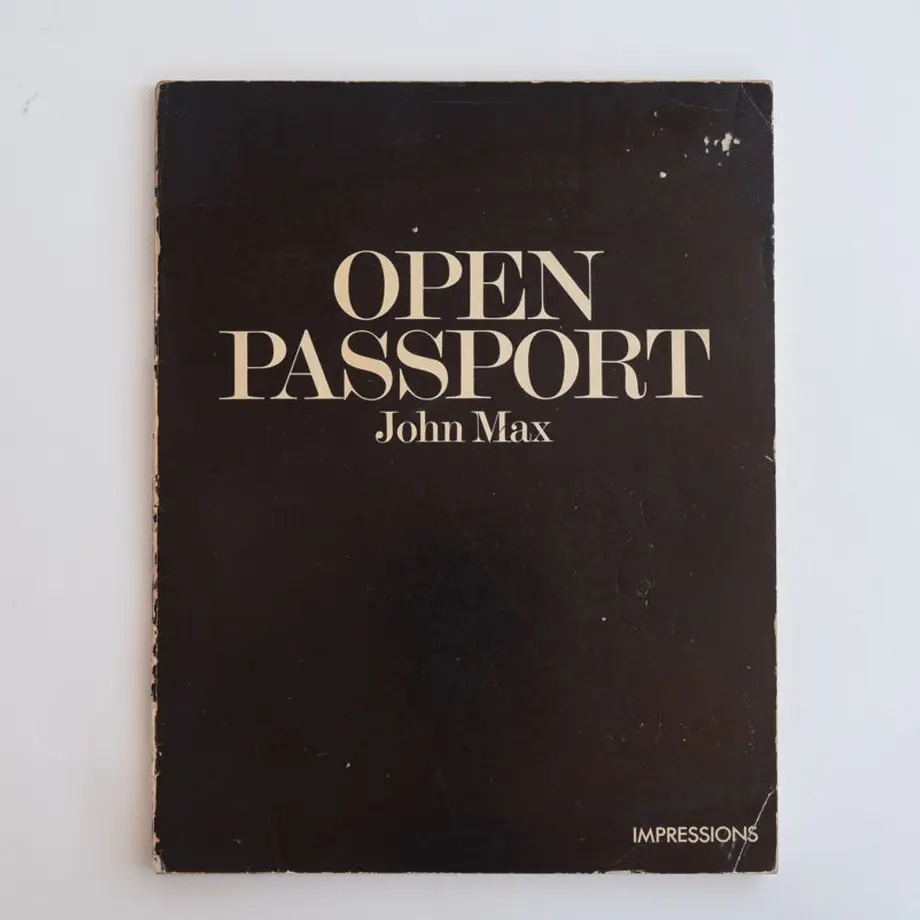 OPEN
PASSPORT
John Max
IMPRESSIONS